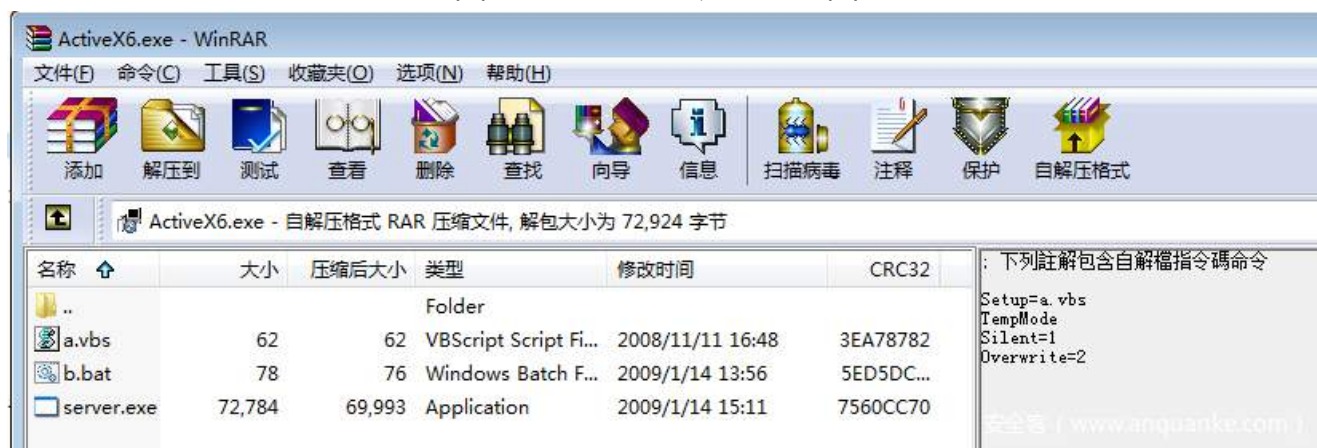 ActiveX6.exe - WinRAR
文件(F) 命令(C) 工具(S) 收藏夹(O) 选项(N) 帮助(H)
添加 解压到 测试 查看 删除 查找 向导 信息 扫描病毒 注释 保护 自解压格式
ActiveX6.exe - 自解压格式 RAR 压缩文件, 解包大小为 72,924 字节
名称 大小 压缩后大小 类型 修改时间 CRC32
.. Folder
a.vbs 62 62 VBScript Script Fi... 2008/11/11 16:48 3EA78782
b.bat 78 76 Windows Batch F... 2009/1/14 13:56 5ED5DC...
server.exe 72,784 69,993 Application 2009/1/14 15:11 7560CC70
; 下列註解包含自解檔指令碼命令
Setup=a.vbs
TempMode
Silent=1
Overwrite=2
安全客 ( www.anquanke.com )